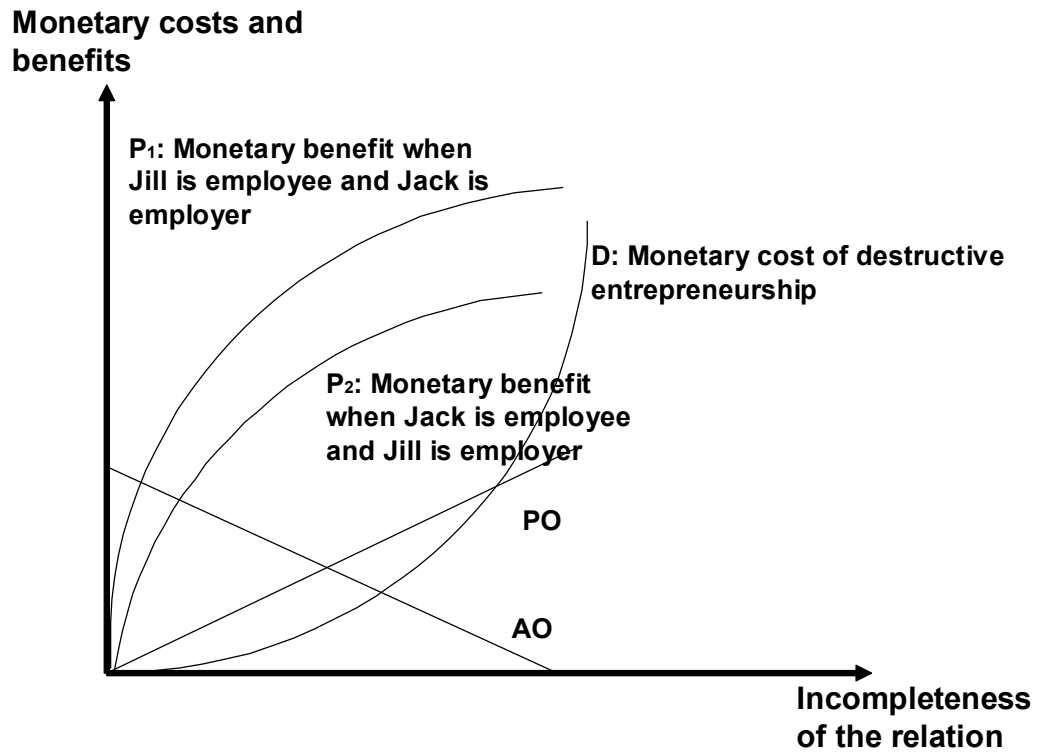 Monetary costs and
benefits
P₁: Monetary benefit when
Jill is employee and Jack is
employer
D: Monetary cost of destructive
entrepreneurship
P₂: Monetary benefit
when Jack is employee
and Jill is employer
PO
AO
Incompleteness
of the relation